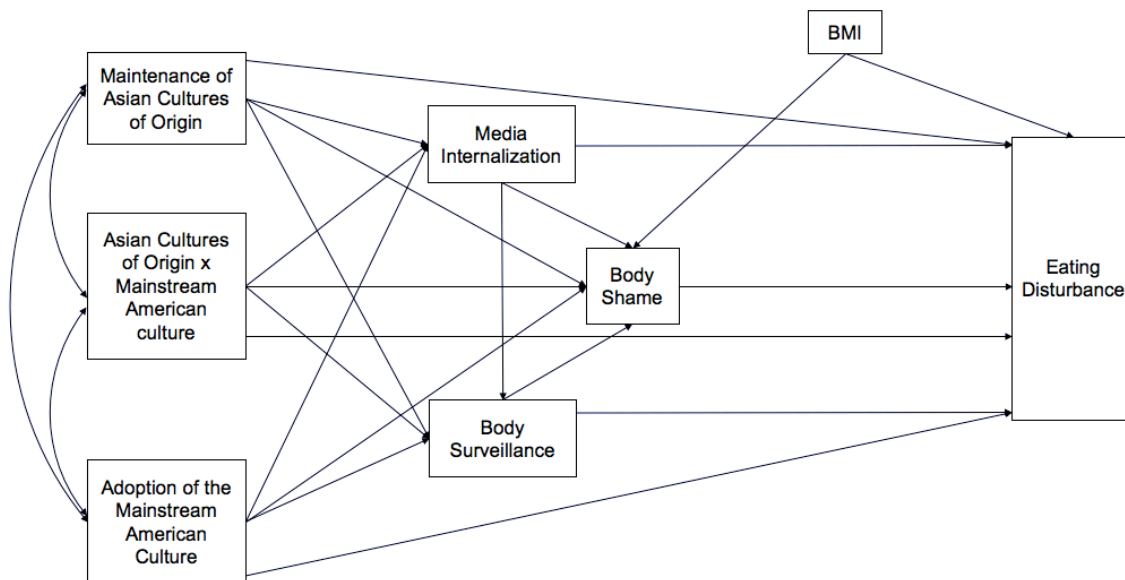 BMI
Maintenance of
Asian Cultures
of Origin
Media
Internalization
Asian Cultures
of Origin x
Mainstream
American
culture
Body
Shame
Eating
Disturbance
Body
Surveillance
Adoption of the
Mainstream
American
Culture